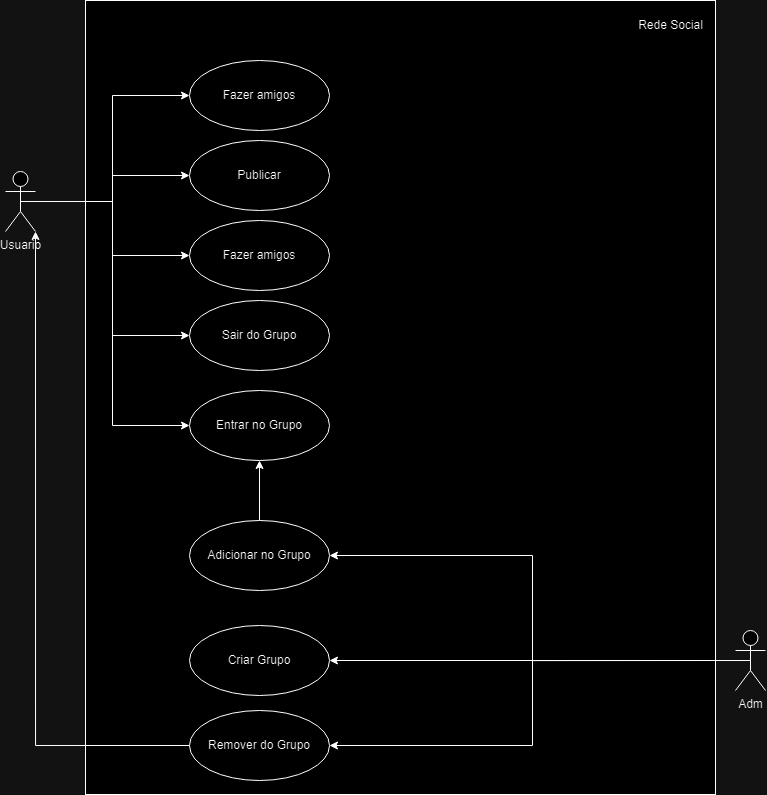 Rede Social
Fazer amigos
Publicar
Usuario
Fazer amigos
Sair do Grupo
Entrar no Grupo
Adicionar no Grupo
Criar Grupo
Adm
Remover do Grupo